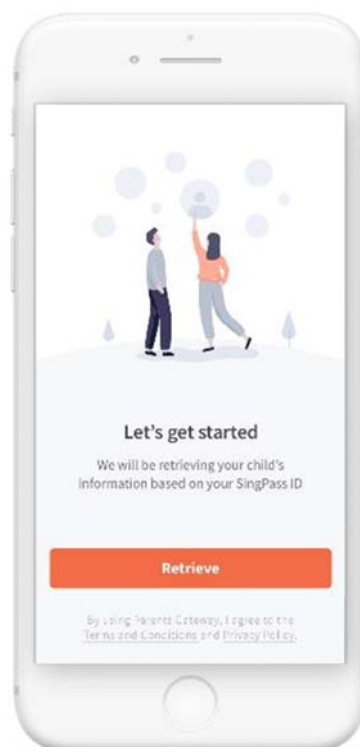 Let's get started
We will be retrieving your child's
information based on your SingPass ID
Retrieve
By using Parents Gateway, I agree to the
Terms and Conditions and Privacy Policy.